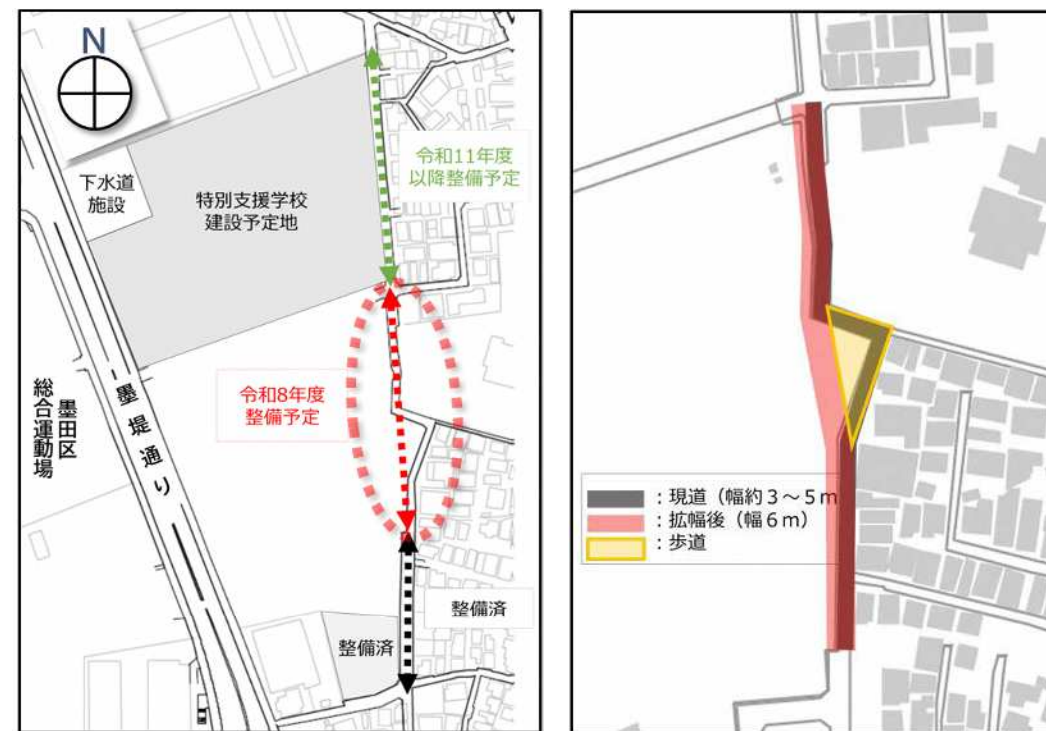 N
令和11年度
以降整備予定
下水道
施設
特別支援学校
建設予定地
令和8年度
整備予定
墨田区
総合運動場
墨堤通り
整備済
整備済
：現道（幅約３～５m
：拡幅後（幅６m）
：歩道